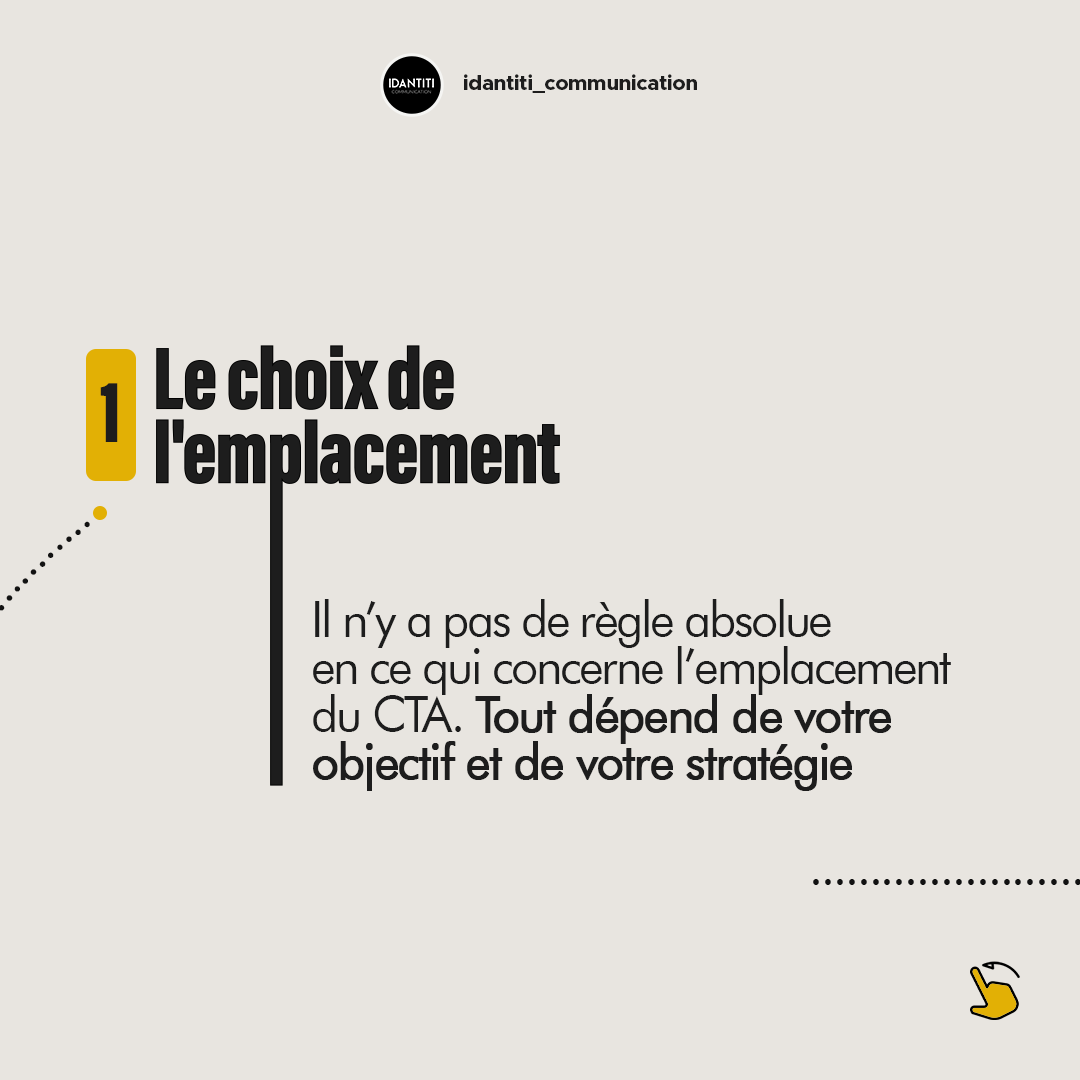 IDANTITI
COMMUNICATION
idantiti_communication
1
Le choix de
l'emplacement
Il n’y a pas de règle absolue
en ce qui concerne l’emplacement
du CTA. Tout dépend de votre
objectif et de votre stratégie